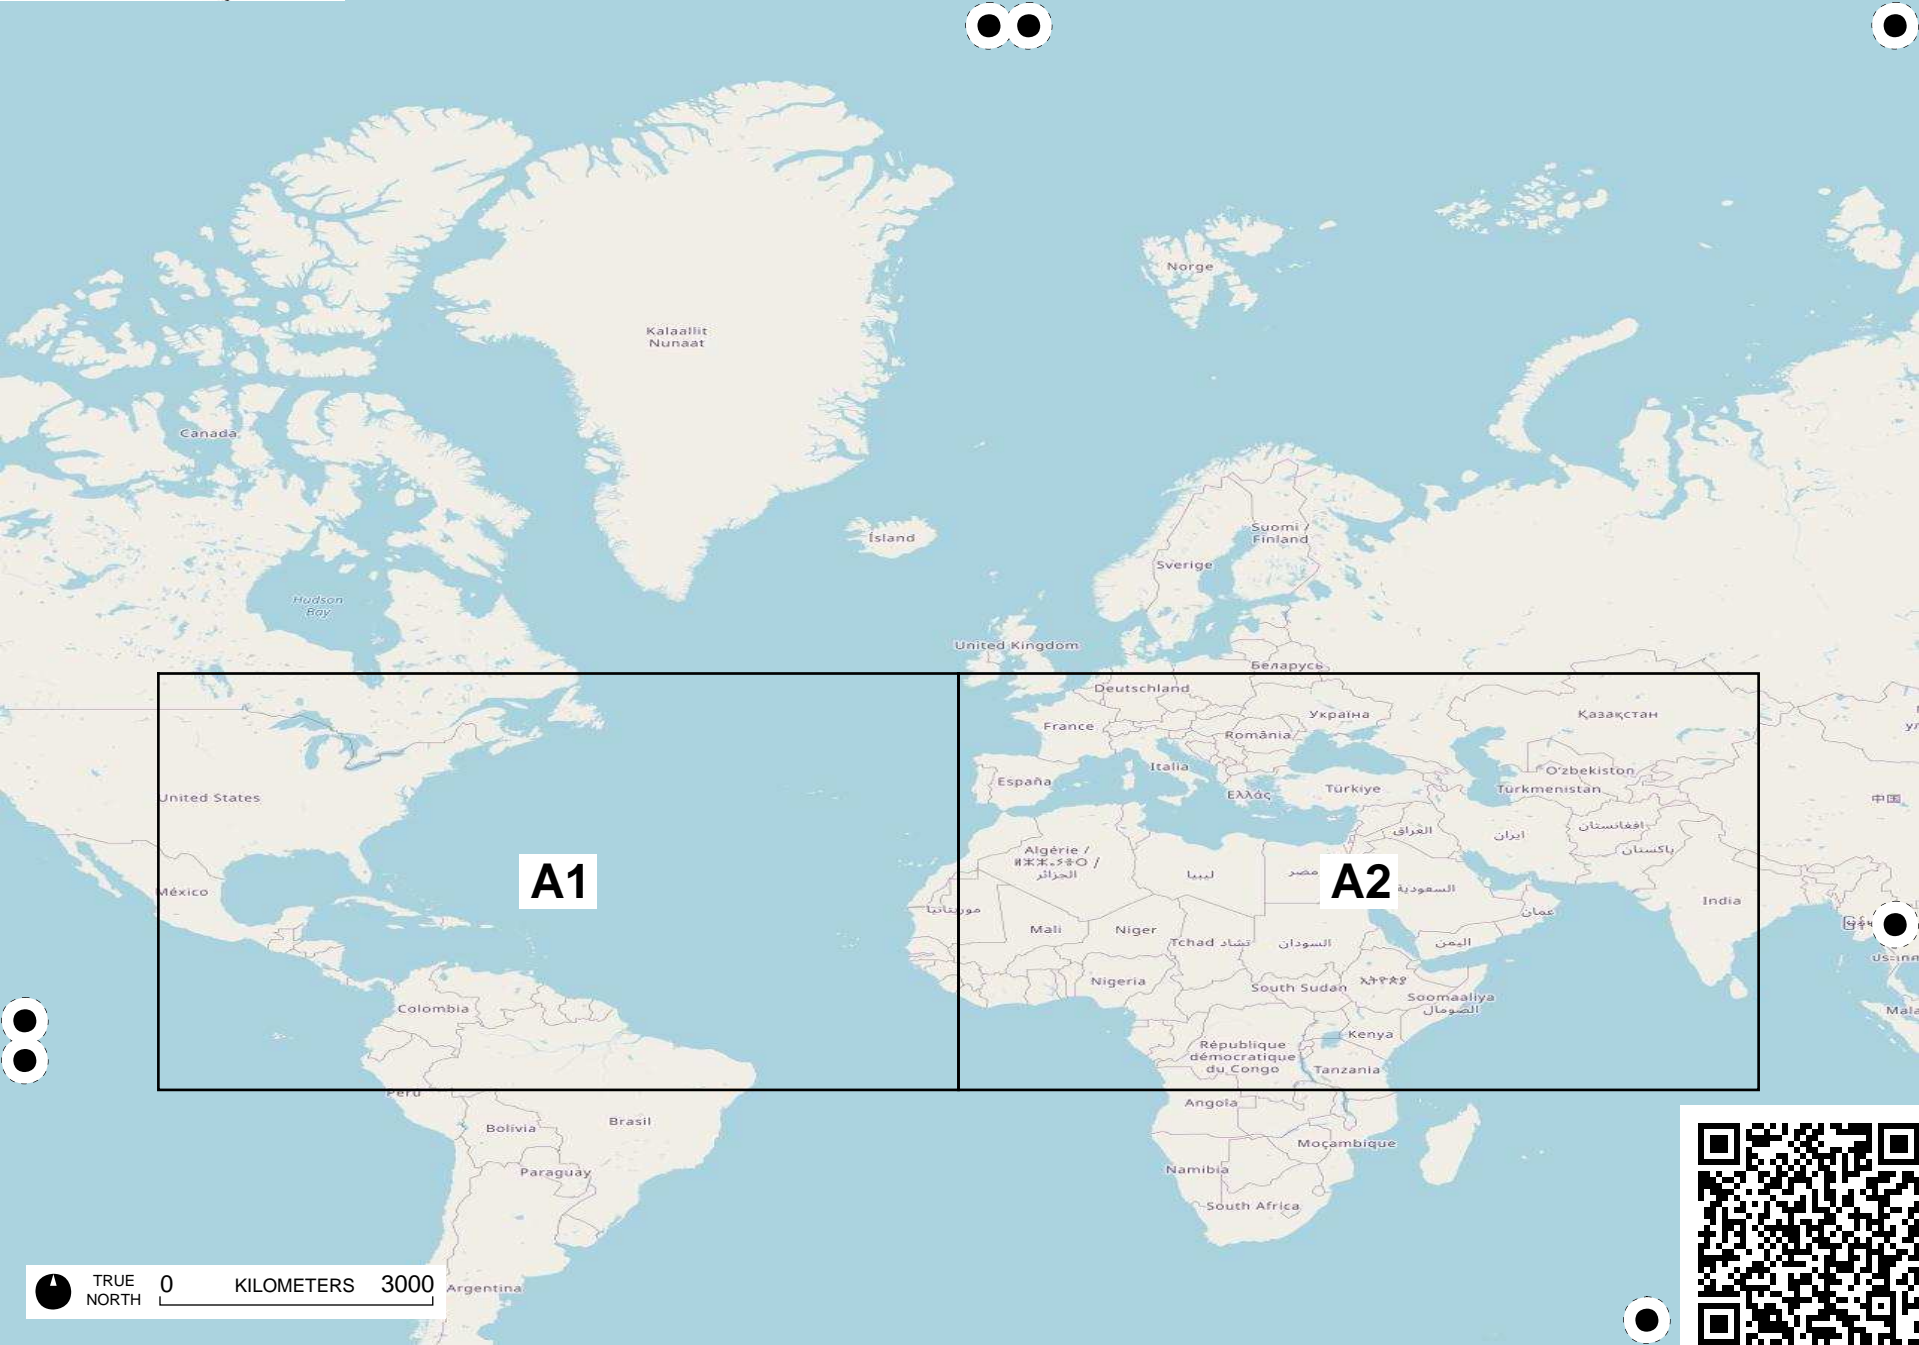 Norge
Kalaallit
Nunaat
Canada
Ísland
Suomi /
Finland
Sverige
Hudson
Bay
United Kingdom
Беларусь
Deutschland
France
Україна
Қазақстан
România
España
Italia
Oʻzbekiston
Ελλάς
Türkiye
Türkmenistan
United States
中国
العراق
ایران
افغانستان
Algérie /
الجزائر
پاکستان
A1
ليبيا
مصر
A2
السعودية
México
India
موريتانيا
عمان
Mali
Niger
Tchad تشاد
السودان
اليمن
Nigeria
South Sudan
ኢትዮጵያ
Soomaaliya
الصومال
Colombia
Kenya
République
démocratique
du Congo
Tanzania
Perú
Angola
Brasil
Bolivia
Moçambique
Paraguay
Namibia
South Africa
TRUE
NORTH
0 KILOMETERS 3000
Argentina